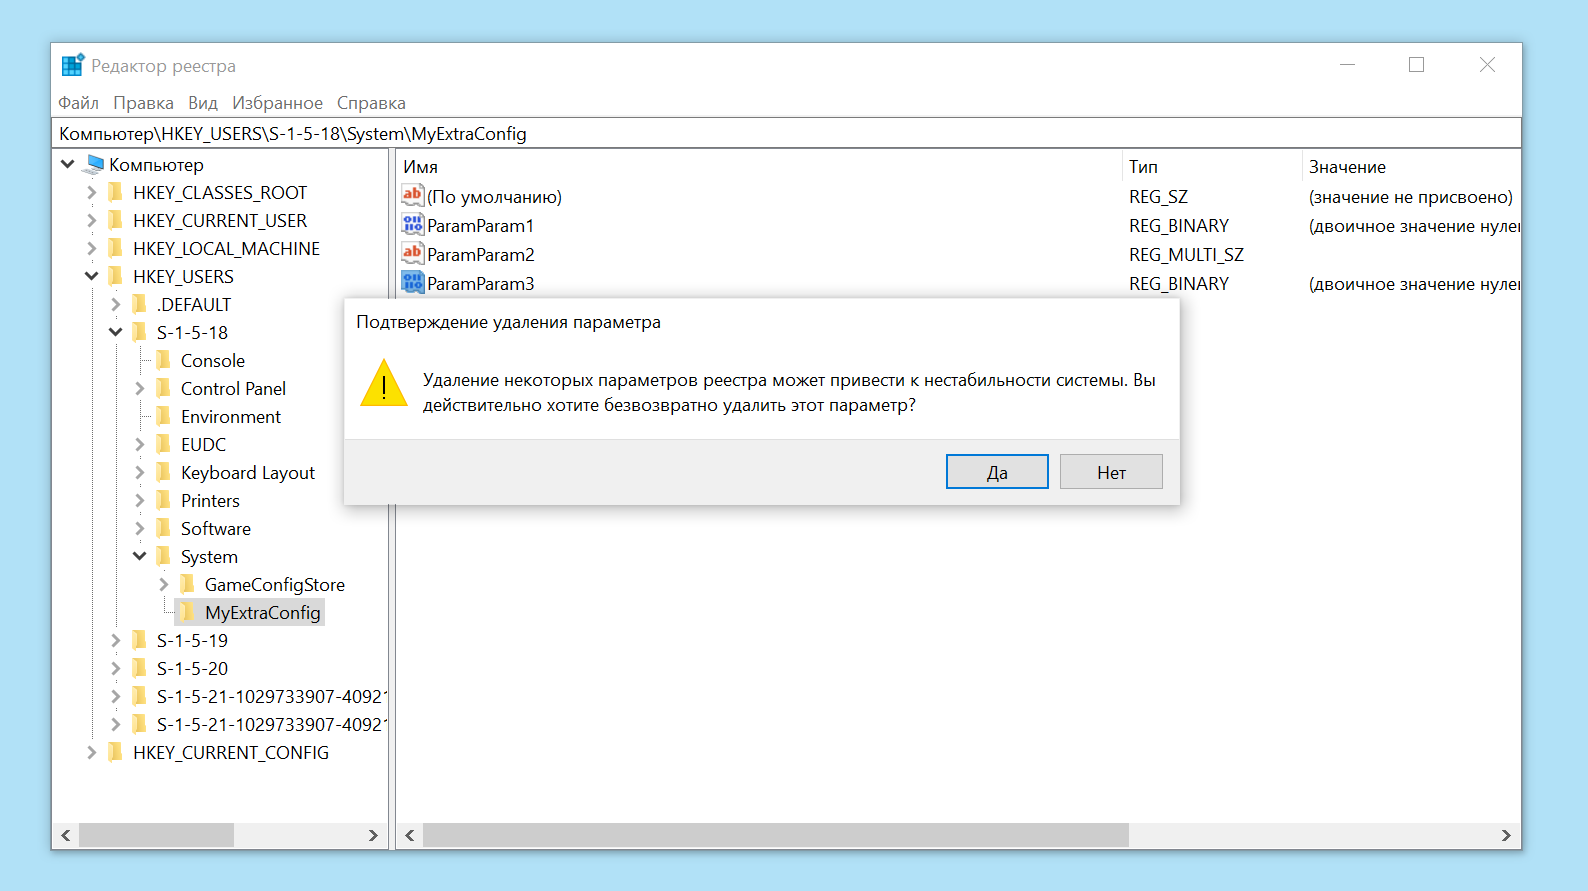 Редактор реестра
Файл Правка Вид Избранное Справка
Компьютер\HKEY_USERS\S-1-5-18\System\MyExtraConfig
Компьютер
HKEY_CLASSES_ROOT
HKEY_CURRENT_USER
HKEY_LOCAL_MACHINE
HKEY_USERS
.DEFAULT
S-1-5-18
Console
Control Panel
Environment
EUDC
Keyboard Layout
Printers
Software
System
GameConfigStore
MyExtraConfig
S-1-5-19
S-1-5-20
S-1-5-21-1029733907-40921
S-1-5-21-1029733907-40921
HKEY_CURRENT_CONFIG
Имя Тип Значение
(По умолчанию) REG_SZ (значение не присвоено)
ParamParam1 REG_BINARY (двоичное значение нулев
ParamParam2 REG_MULTI_SZ
ParamParam3 REG_BINARY (двоичное значение нулев
Подтверждение удаления параметра
Удаление некоторых параметров реестра может привести к нестабильности системы. Вы
действительно хотите безвозвратно удалить этот параметр?
Да Нет